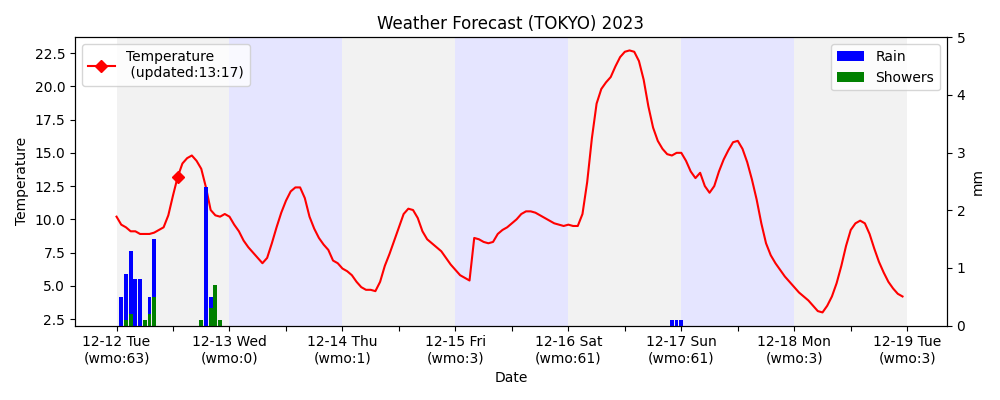 Weather Forecast (TOKYO) 2023
Temperature
(updated:13:17)
Rain
Showers
22.5
20.0
17.5
15.0
12.5
10.0
7.5
5.0
2.5
Temperature
5
4
3
2
1
0
mm
12-12 Tue
(wmo:63)
12-13 Wed
(wmo:0)
12-14 Thu
(wmo:1)
12-15 Fri
(wmo:3)
12-16 Sat
(wmo:61)
12-17 Sun
(wmo:61)
12-18 Mon
(wmo:3)
12-19 Tue
(wmo:3)
Date